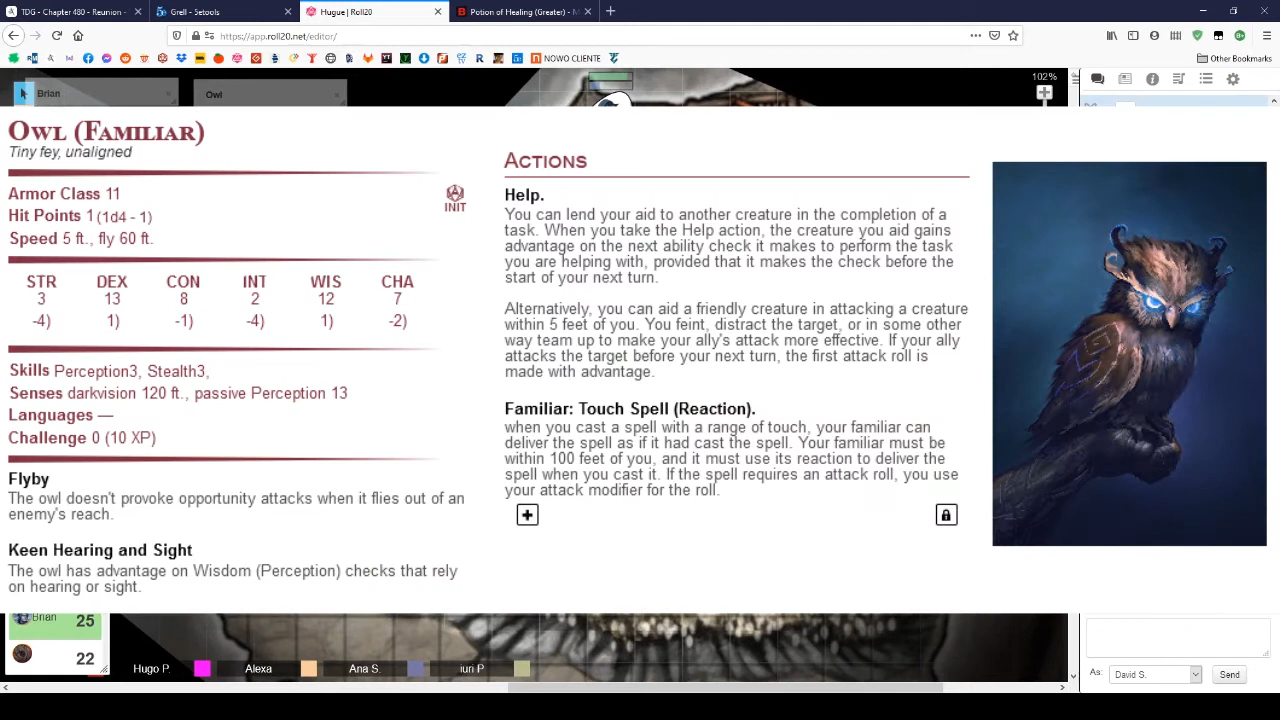 TDG - Chapter 480 - Reunion -
Grell - 5etools
Hugue | Roll20
Potion of Healing (Greater) - M
https://app.roll20.net/editor/
NOWO CLIENTE
Other Bookmarks
Brian
Owl
102%
Owl (Familiar)
Tiny fey, unaligned
Armor Class 11
Hit Points 1 (1d4 - 1)
Speed 5 ft., fly 60 ft.
INIT
STR DEX CON INT WIS CHA
3 13 8 2 12 7
-4) 1) -1) -4) 1) -2)
Skills Perception3, Stealth3,
Senses darkvision 120 ft., passive Perception 13
Languages —
Challenge 0 (10 XP)
Flyby
The owl doesn't provoke opportunity attacks when it flies out of an
enemy's reach.
Keen Hearing and Sight
The owl has advantage on Wisdom (Perception) checks that rely
on hearing or sight.
Actions
Help.
You can lend your aid to another creature in the completion of a
task. When you take the Help action, the creature you aid gains
advantage on the next ability check it makes to perform the task
you are helping with, provided that it makes the check before the
start of your next turn.
Alternatively, you can aid a friendly creature in attacking a creature
within 5 feet of you. You feint, distract the target, or in some other
way team up to make your ally's attack more effective. If your ally
attacks the target before your next turn, the first attack roll is
made with advantage.
Familiar: Touch Spell (Reaction).
when you cast a spell with a range of touch, your familiar can
deliver the spell as if it had cast the spell. Your familiar must be
within 100 feet of you, and it must use its reaction to deliver the
spell when you cast it. If the spell requires an attack roll, you use
your attack modifier for the roll.
Brian 25
22
Hugo P. Alexa Ana S. iuri P
As: David S. Send